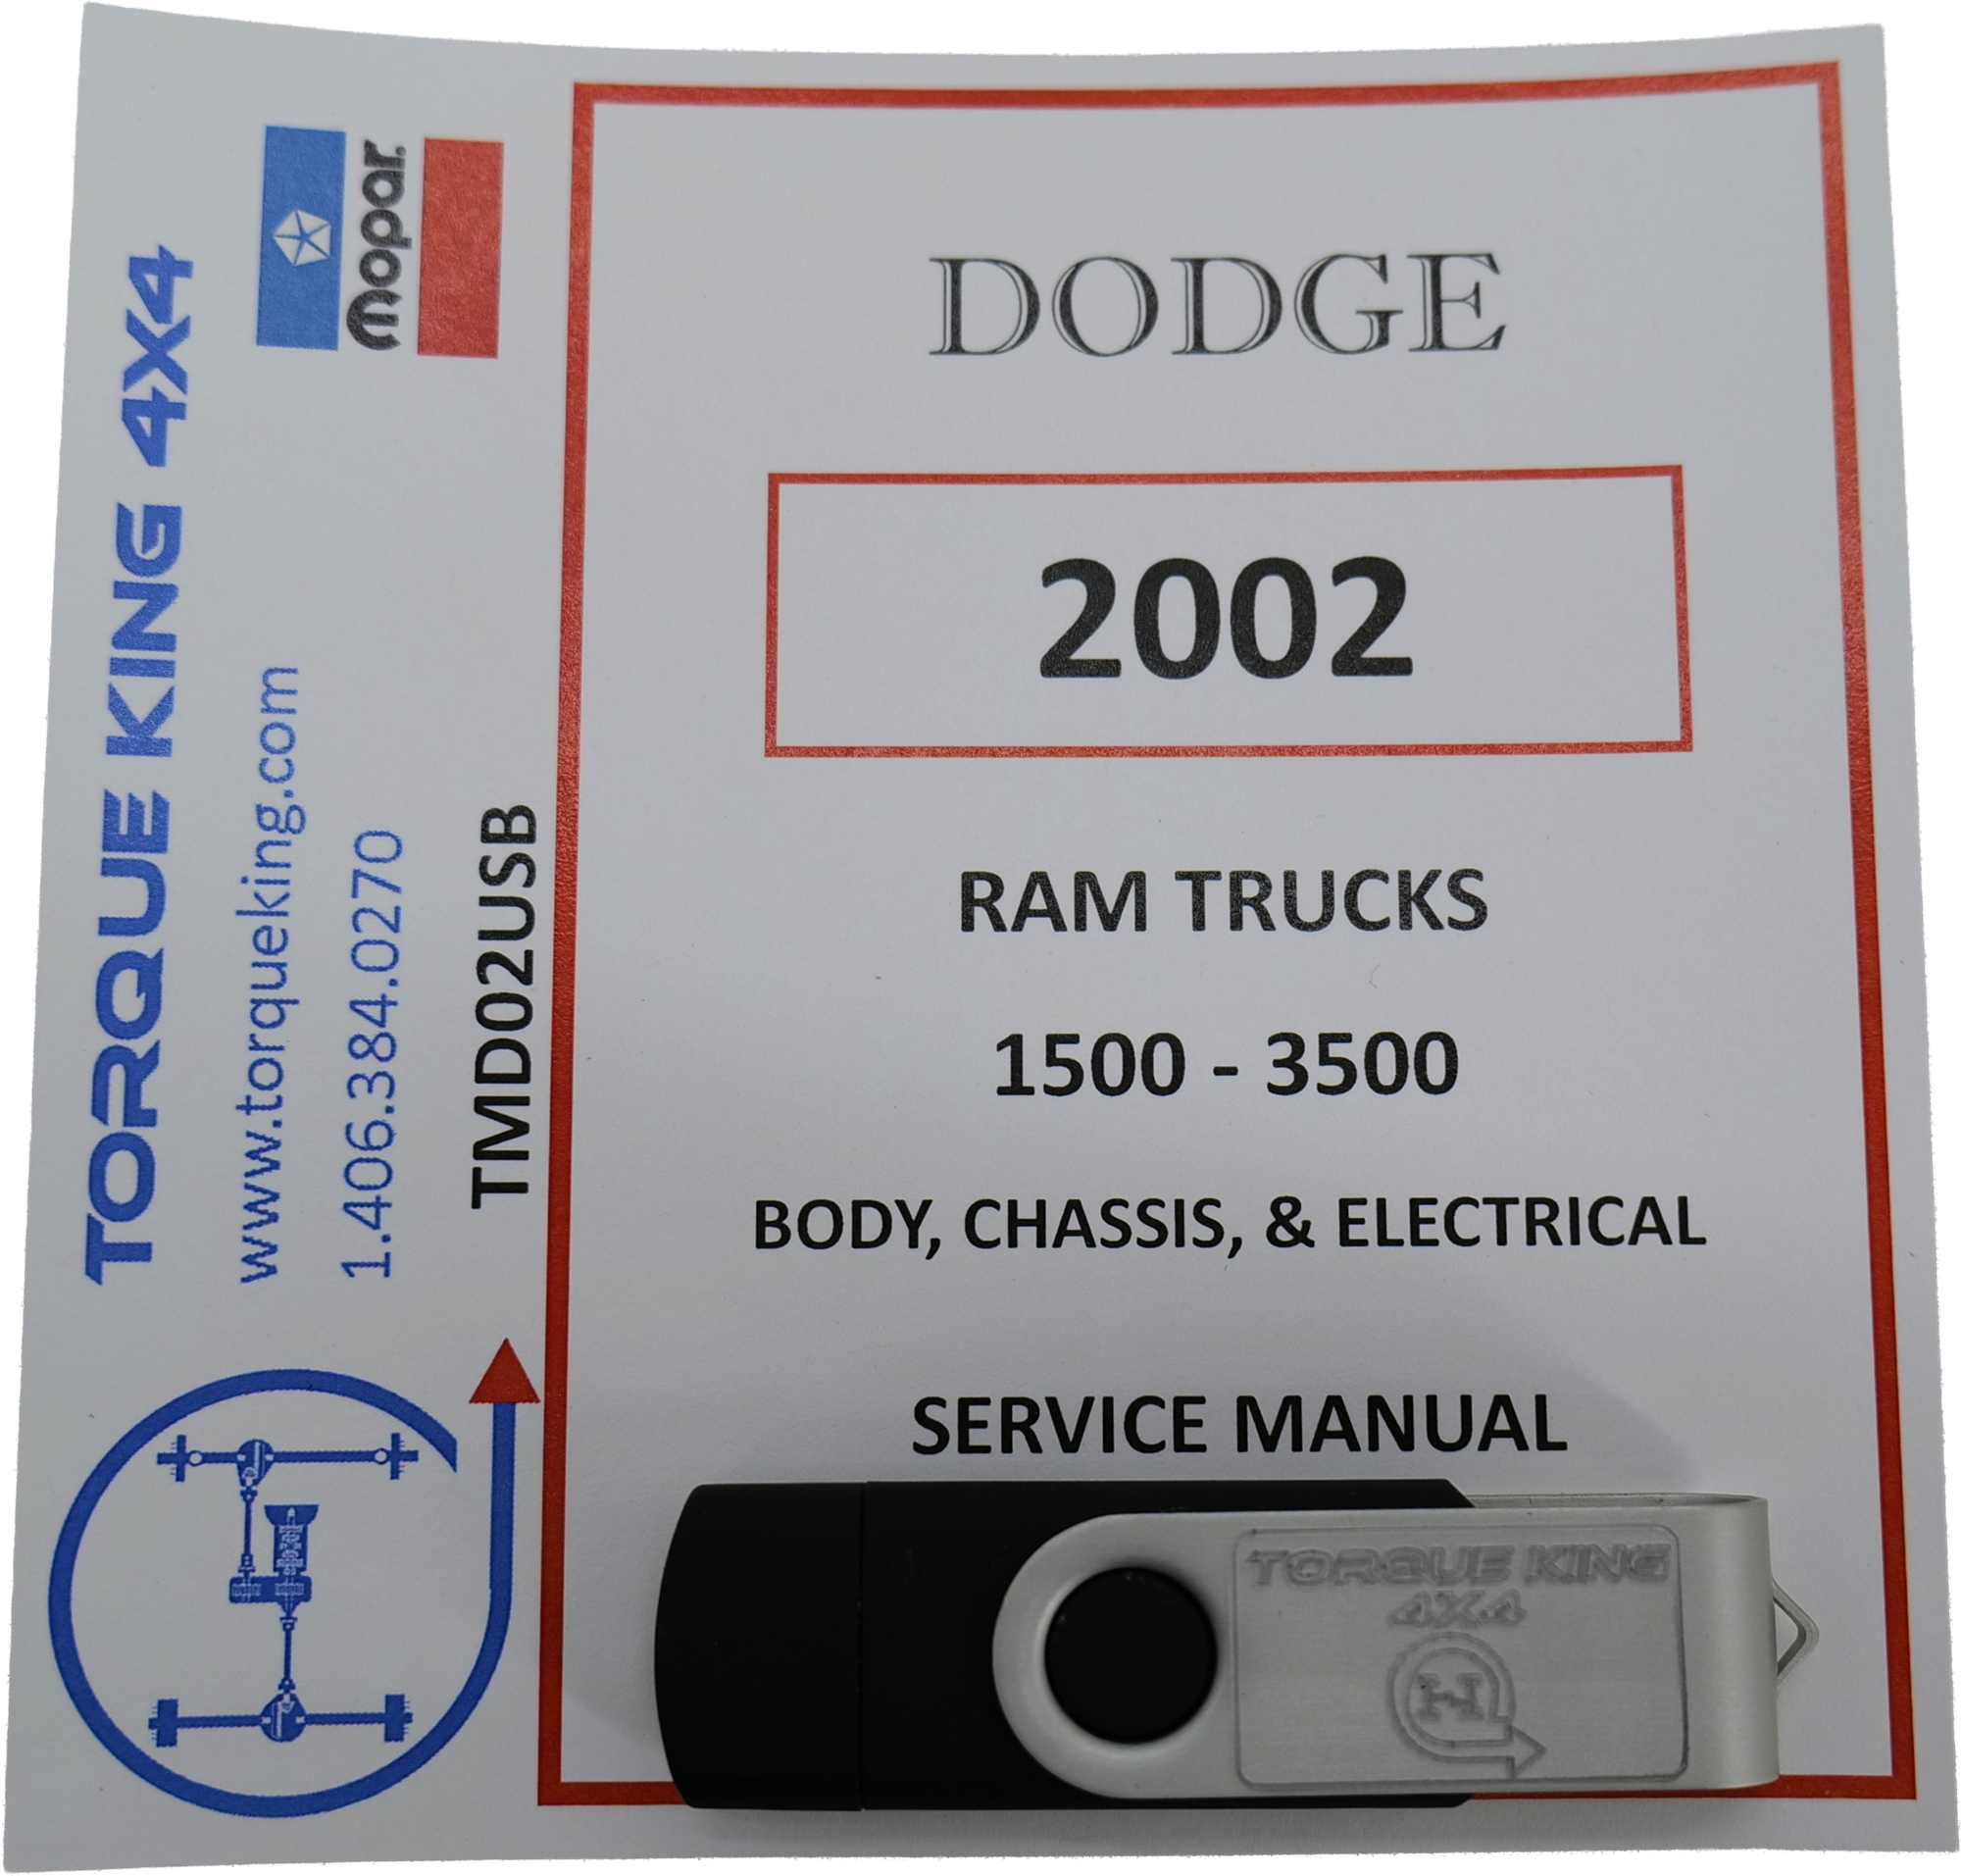 TORQUE KING 4X4
www.torqueking.com
1.406.384.0270
mopar.
TMD02USB
DODGE
2002
RAM TRUCKS
1500 - 3500
BODY, CHASSIS, & ELECTRICAL
SERVICE MANUAL
TORQUE KING
4X4